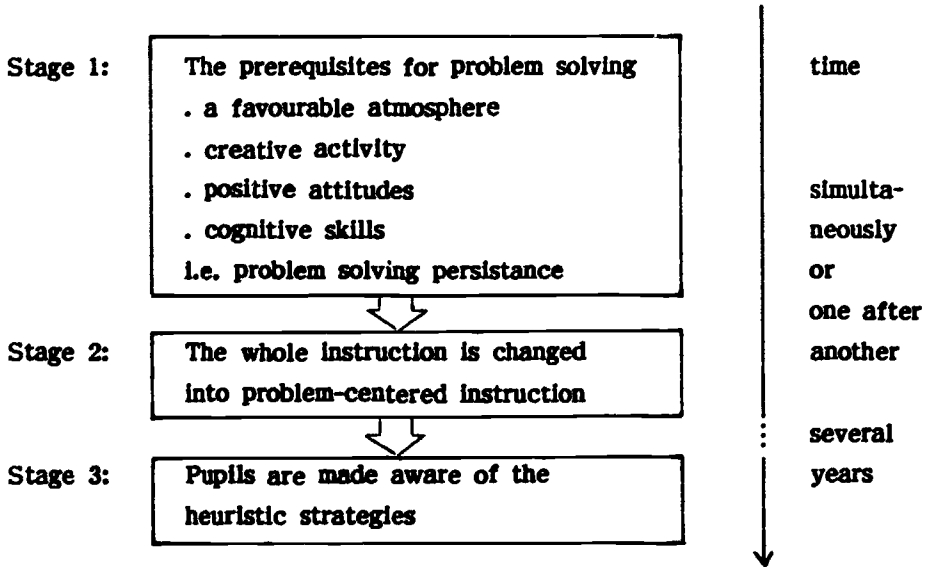 Stage 1:
The prerequisites for problem solving
. a favourable atmosphere
. creative activity
. positive attitudes
. cognitive skills
i.e. problem solving persistance
Stage 2:
The whole instruction is changed
into problem-centered instruction
Stage 3:
Pupils are made aware of the
heuristic strategies
time
simulta-
neously
or
one after
another
several
years